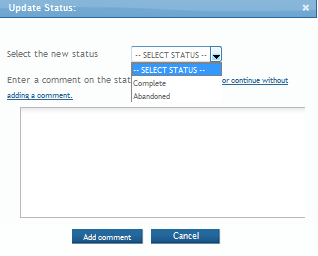 Update Status:
×
Select the new status
-- SELECT STATUS --
-- SELECT STATUS --
Complete
Abandoned
Enter a comment on the stat or continue without
adding a comment.
Add comment
Cancel